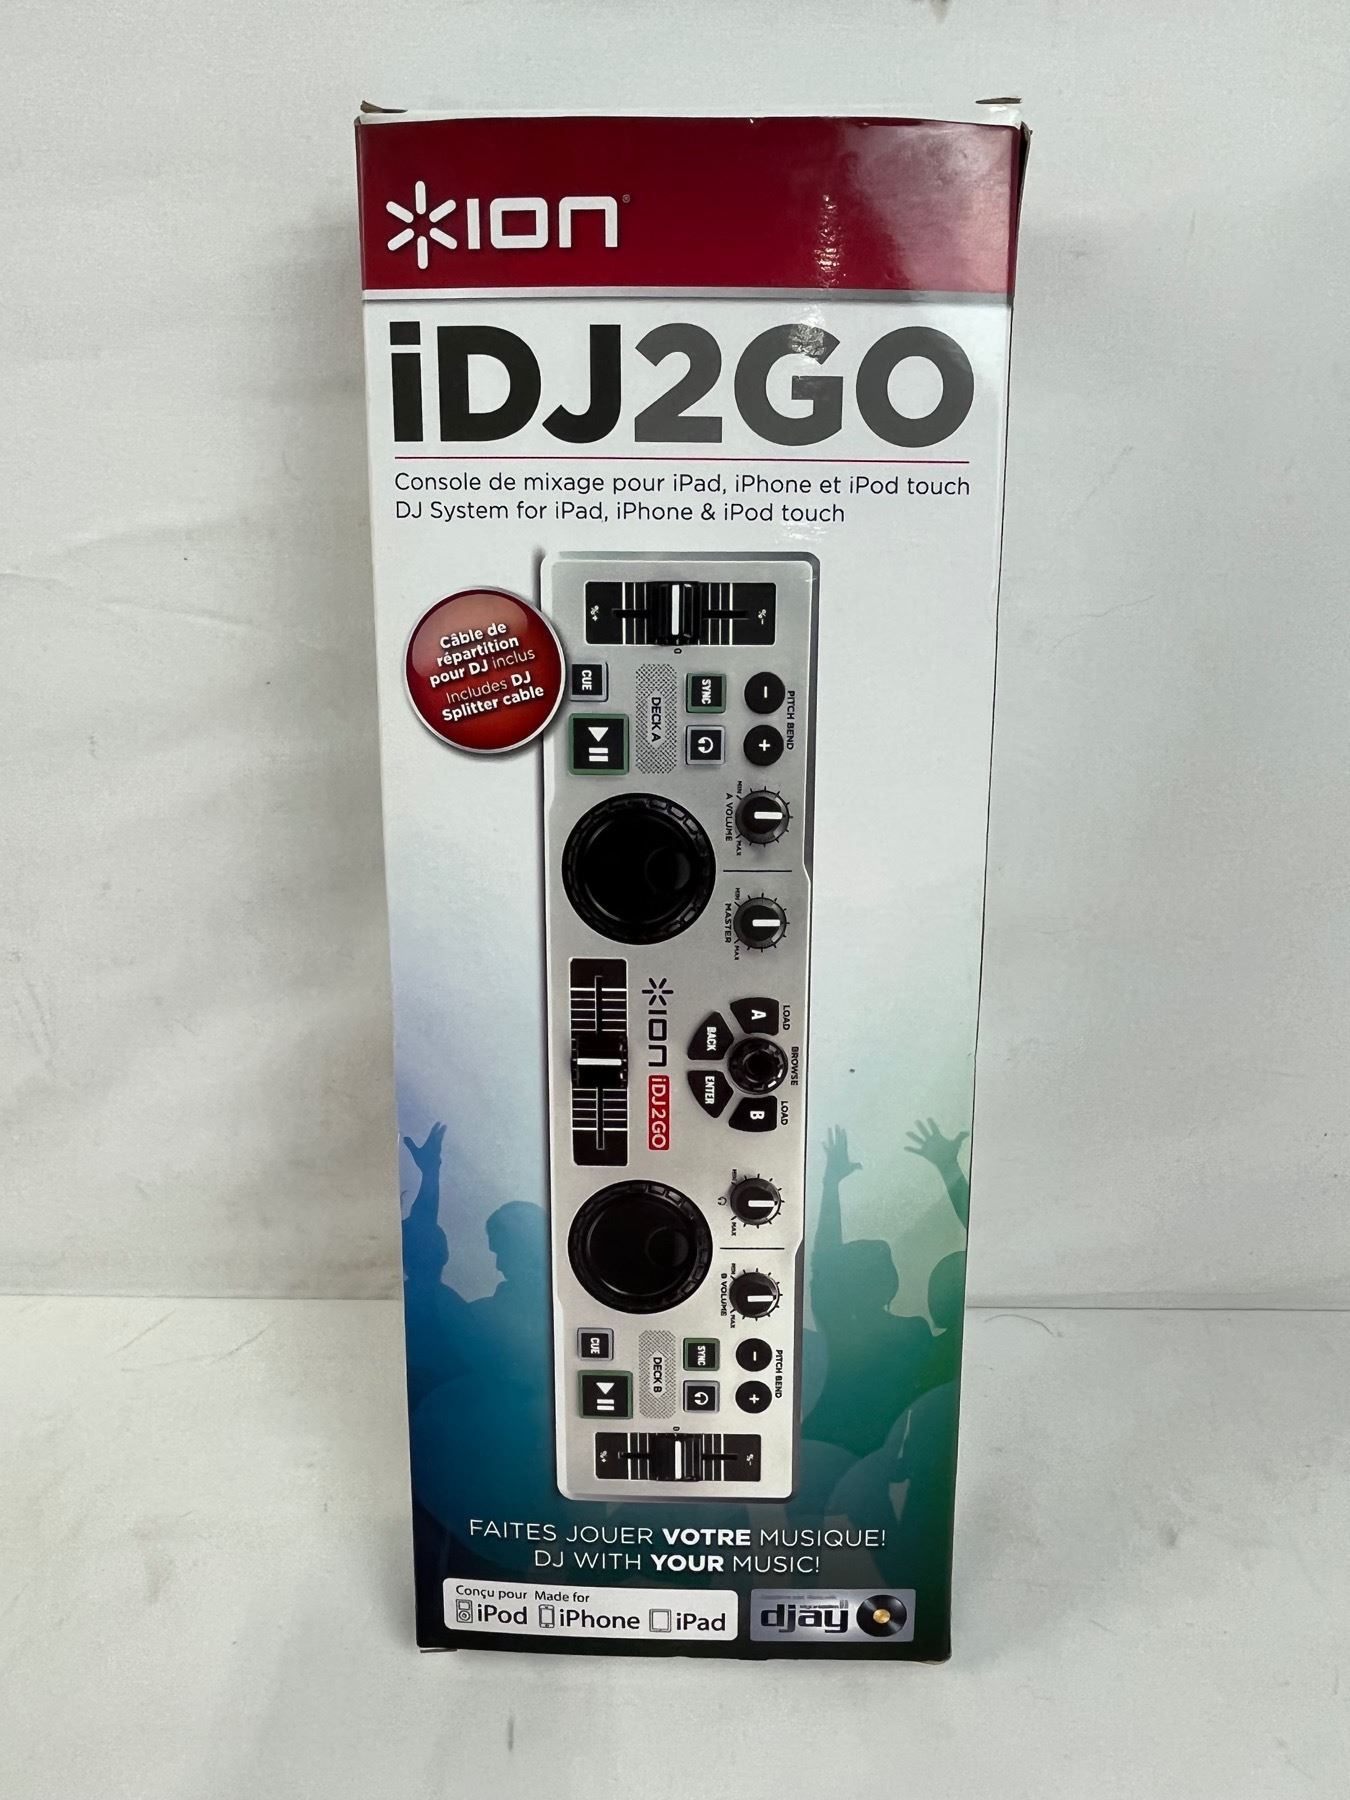 ION®
iDJ2GO
Console de mixage pour iPad, iPhone et iPod touch
DJ System for iPad, iPhone & iPod touch
Câble de
répartition
pour DJ inclus
Includes DJ
Splitter cable
%+
%-
0
CUE
DECK A
SYNC
-
+
PITCH BEND
MIN
A VOLUME
MAX
MIN
MASTER
MAX
ION iDJ2GO
LOAD
A
BACK
BROWSE
ENTER
B
LOAD
MIN
MAX
MIN
B VOLUME
MAX
CUE
DECK B
SYNC
-
+
PITCH BEND
0
%+
%-
FAITES JOUER VOTRE MUSIQUE!
DJ WITH YOUR MUSIC!
Conçu pour Made for
iPod iPhone iPad
djay